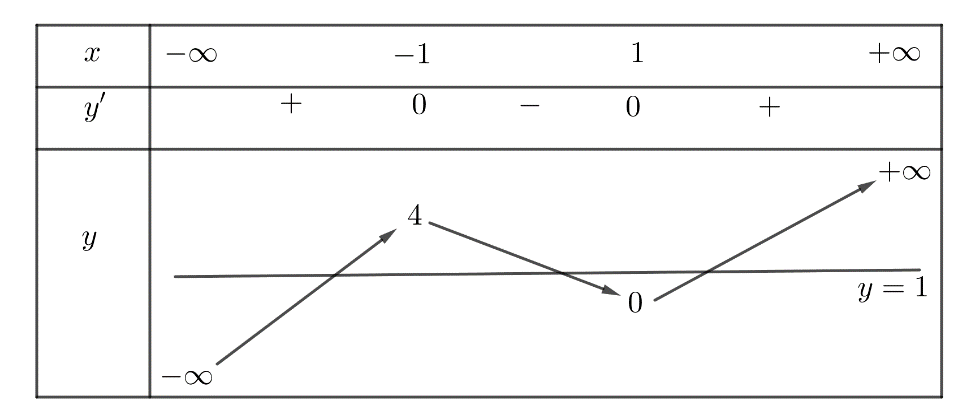 x −∞ −1 1 +∞
y′ + 0 − 0 +
+∞
4
y
y = 1
0
−∞